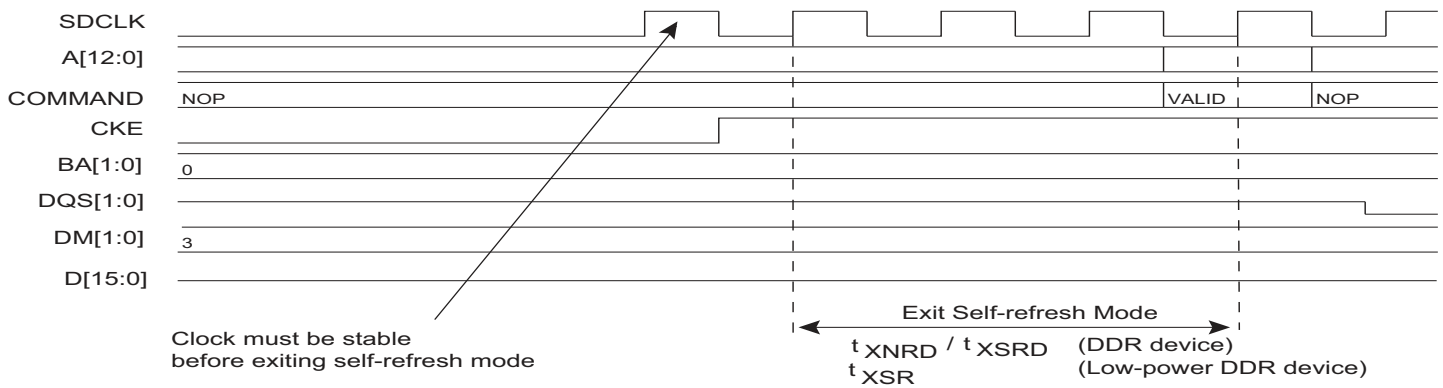 SDCLK
A[12:0]
COMMAND NOP VALID NOP
CKE
BA[1:0] 0
DQS[1:0]
DM[1:0] 3
D[15:0]
Clock must be stable
before exiting self-refresh mode
Exit Self-refresh Mode
t XNRD / t XSRD (DDR device)
t XSR (Low-power DDR device)